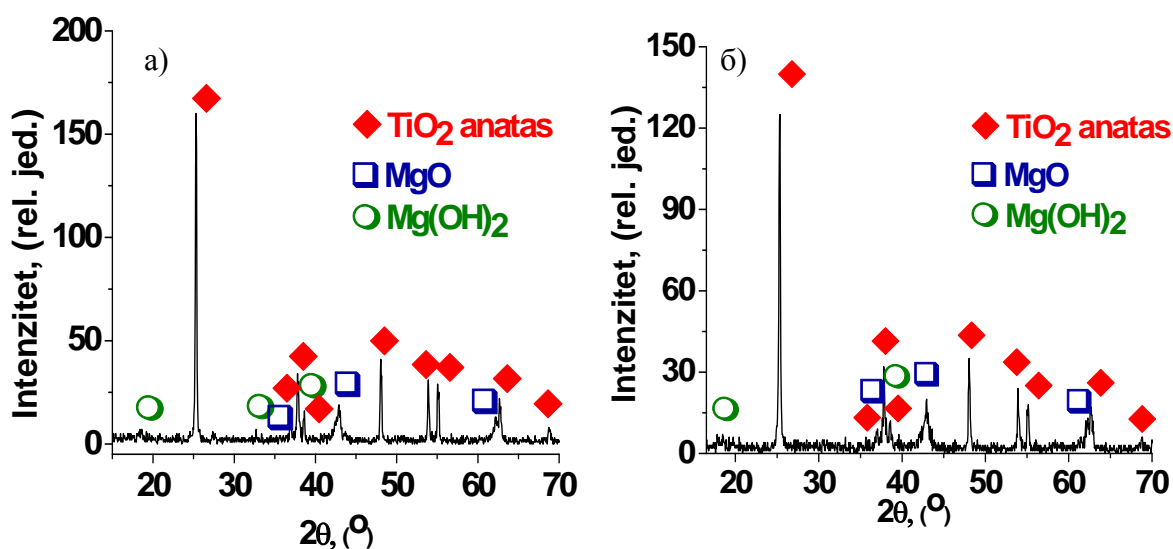 200
150
100
50
0
Intenzitet, (rel. jed.)
a)
TiO2 anatas
MgO
Mg(OH)2
20 30 40 50 60 70
2θ, (O)
150
120
90
60
30
0
Intenzitet, (rel. jed.)
б)
TiO2 anatas
MgO
Mg(OH)2
20 30 40 50 60 70
2θ, (O)